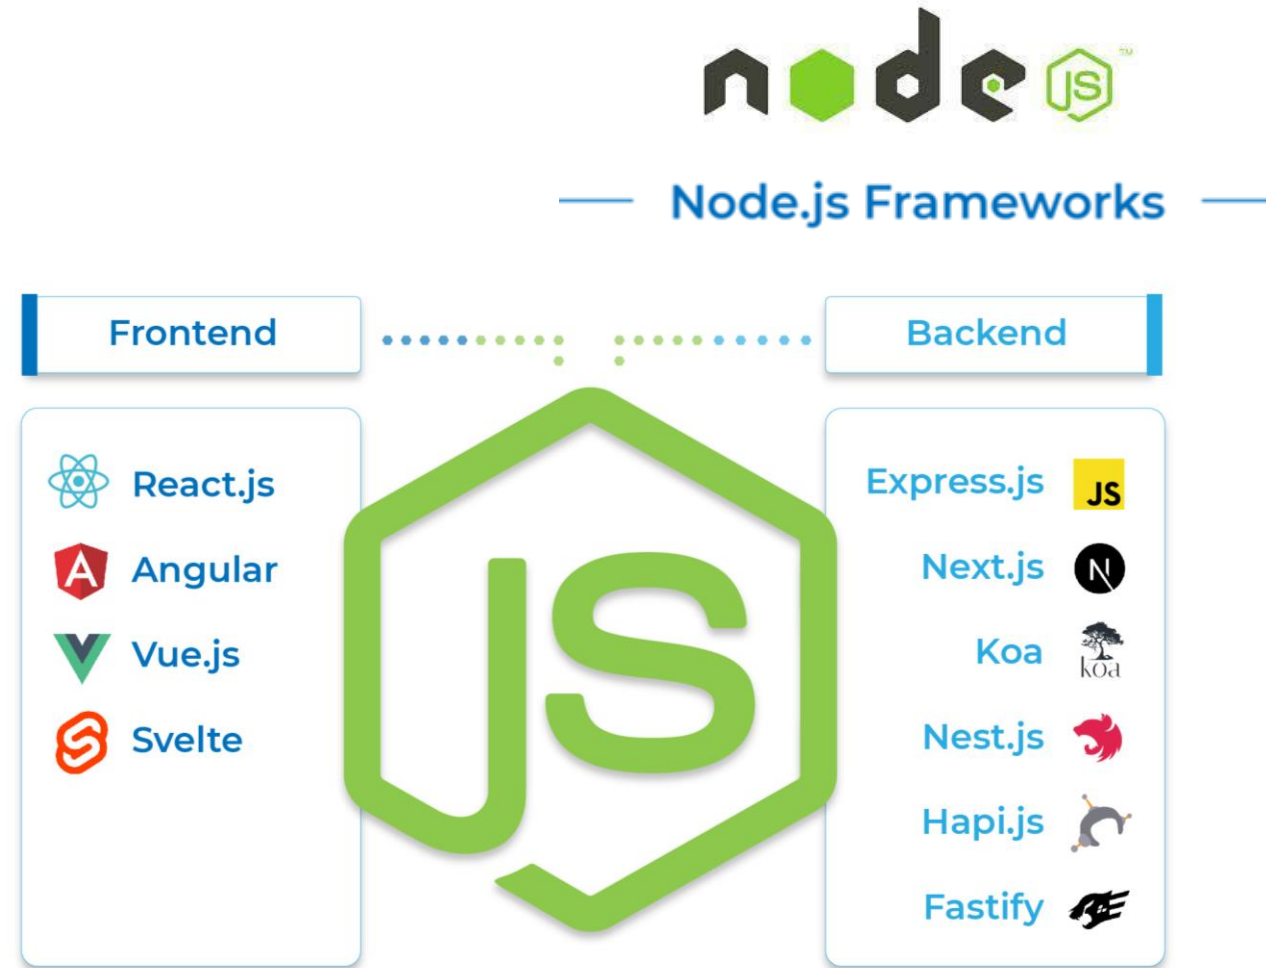 node JS ™
Node.js Frameworks
Frontend
Backend
React.js
Angular
Vue.js
Svelte
JS
Express.js JS
Next.js N
Koa koa
Nest.js
Hapi.js
Fastify